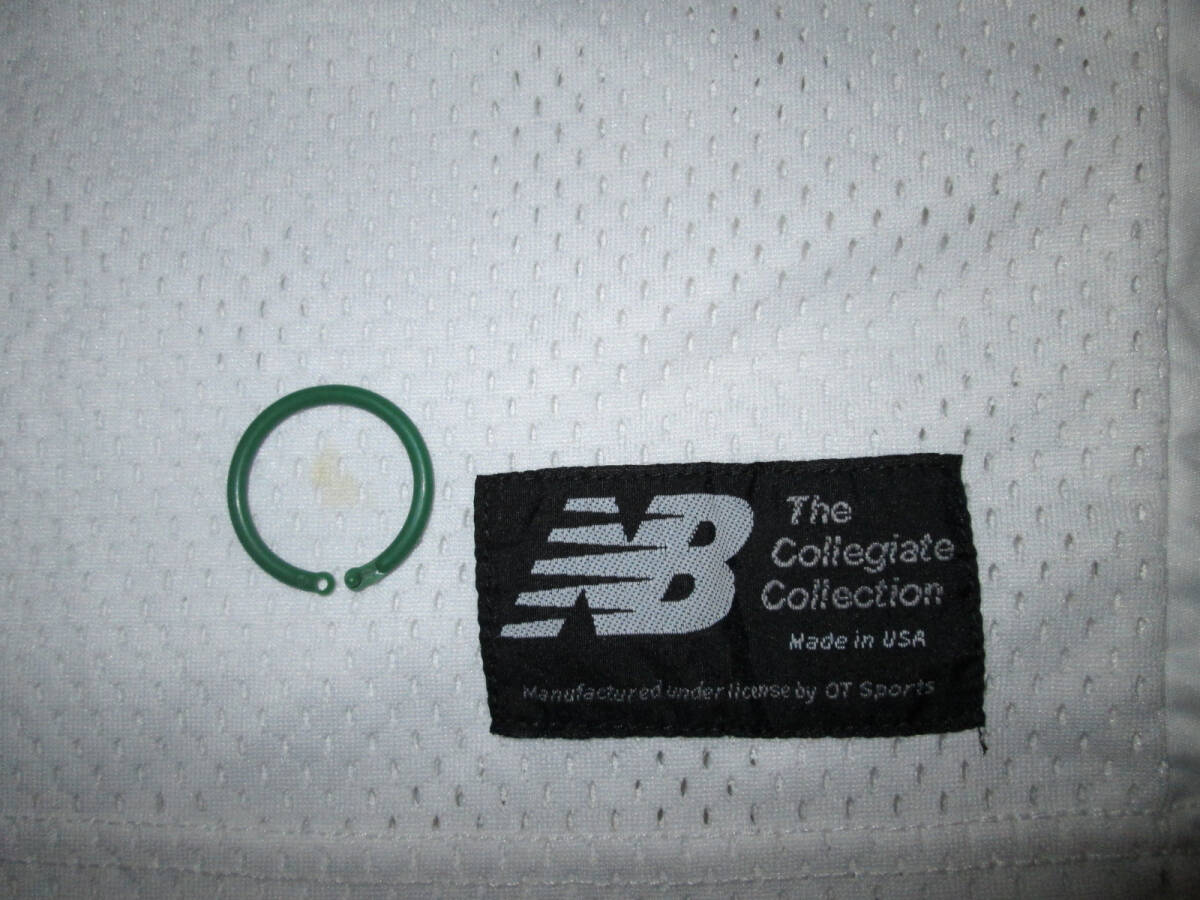 NB
The
Collegiate
Collection
Made in USA
Manufactured under license by OT Sports